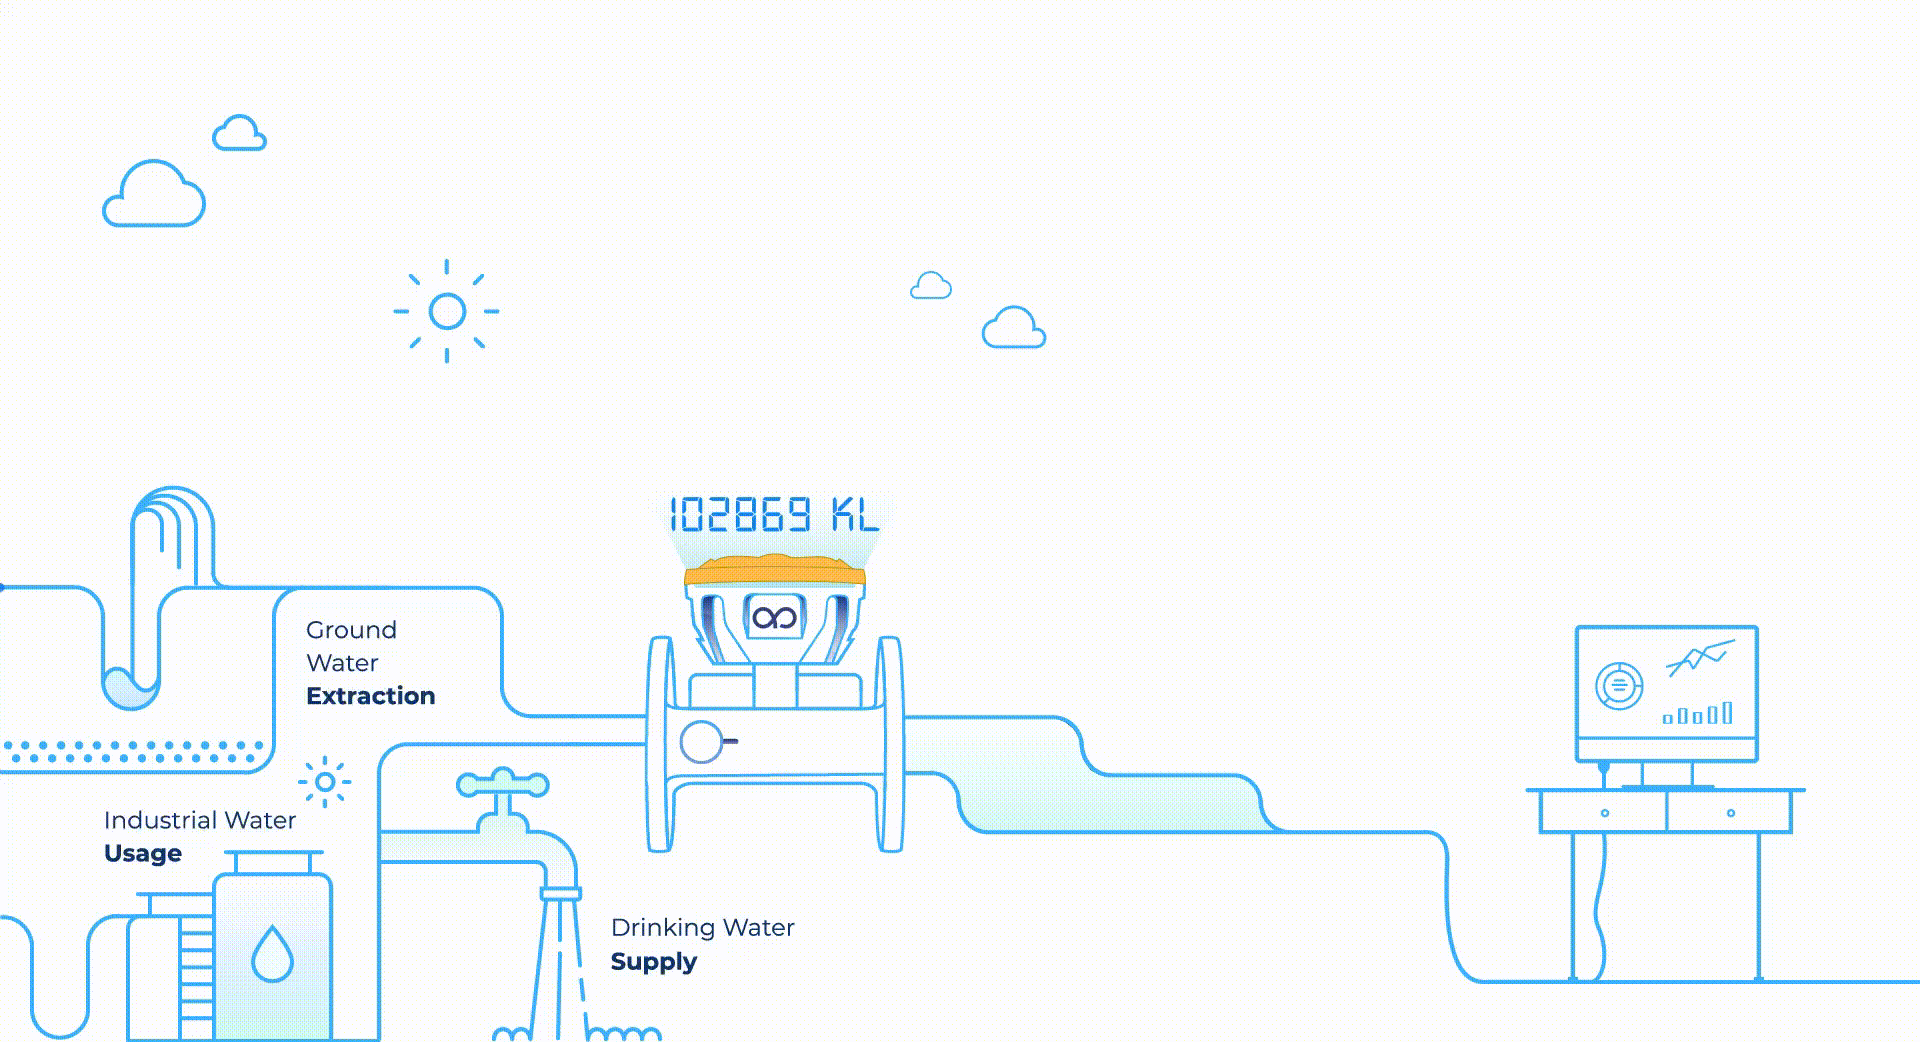 102869 KL
Ground
Water
Extraction
Industrial Water
Usage
Drinking Water
Supply